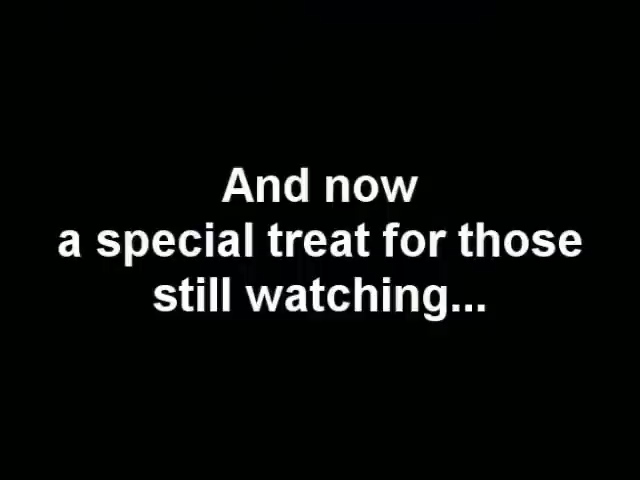 And now
a special treat for those
still watching...